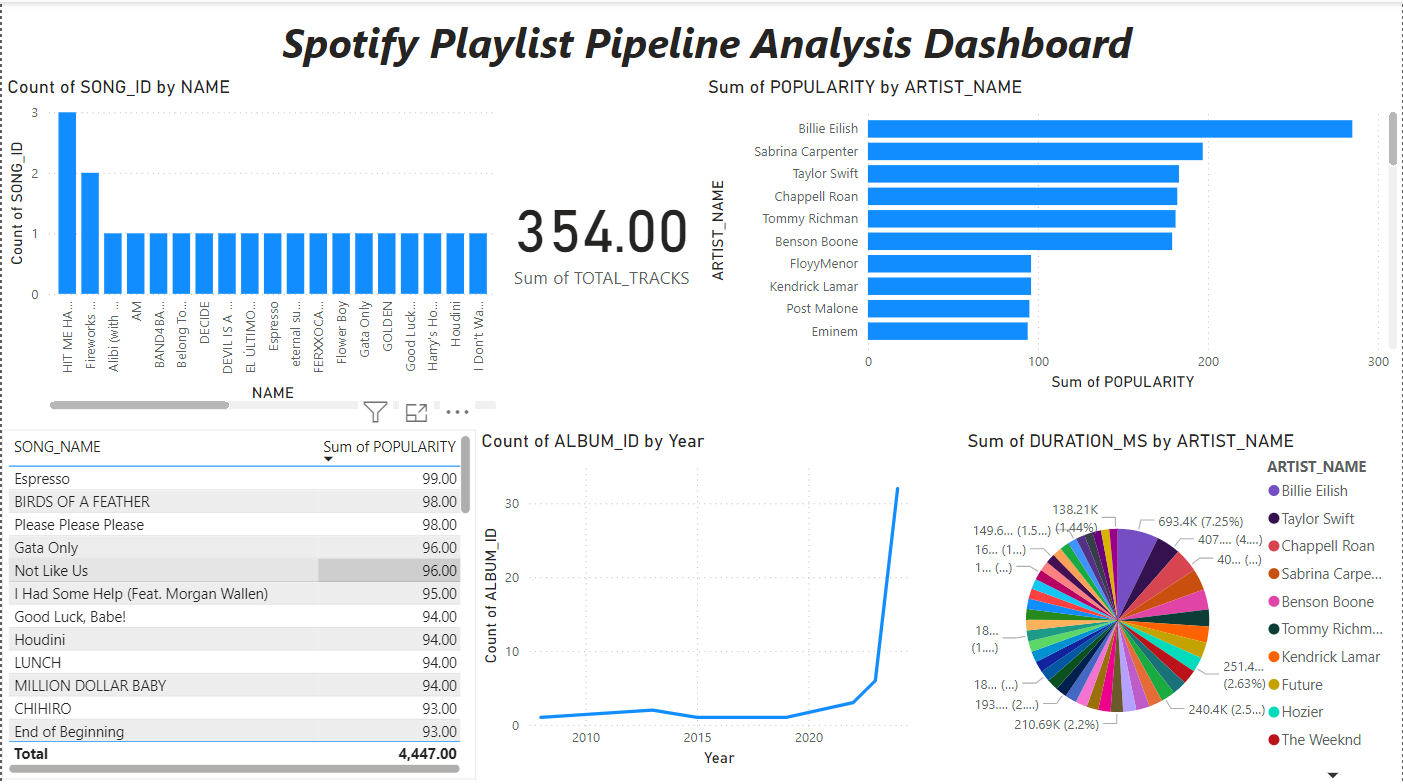 Spotify Playlist Pipeline Analysis Dashboard
Count of SONG_ID by NAME
Count of SONG_ID
3
2
1
0
HIT ME HA...
Fireworks ...
Alibi (with ...
AM
BAND4BA...
Belong To...
DECIDE
DEVIL IS A ...
EL ÚLTIMO...
Espresso
eternal su...
FERXXOCA...
Flower Boy
Gata Only
GOLDEN
Good Luck...
Harry's Ho...
Houdini
I Don't Wa...
NAME
354.00
Sum of TOTAL_TRACKS
Sum of POPULARITY by ARTIST_NAME
ARTIST_NAME
Billie Eilish
Sabrina Carpenter
Taylor Swift
Chappell Roan
Tommy Richman
Benson Boone
FloyyMenor
Kendrick Lamar
Post Malone
Eminem
0 100 200 300
Sum of POPULARITY
SONG_NAME Sum of POPULARITY
Espresso 99.00
BIRDS OF A FEATHER 98.00
Please Please Please 98.00
Gata Only 96.00
Not Like Us 96.00
I Had Some Help (Feat. Morgan Wallen) 95.00
Good Luck, Babe! 94.00
Houdini 94.00
LUNCH 94.00
MILLION DOLLAR BABY 94.00
CHIHIRO 93.00
End of Beginning 93.00
Total 4,447.00
Count of ALBUM_ID by Year
Count of ALBUM_ID
30
20
10
0
2010 2015 2020
Year
Sum of DURATION_MS by ARTIST_NAME
138.21K
(1.44%)
149.6... (1.5...)
16... (1...)
1... (...)
18...
(1....)
18... (...)
193.... (2....)
210.69K (2.2%)
693.4K (7.25%)
407.... (4....)
40... (...)
251.4...
(2.63%)
240.4K (2.5...)
ARTIST_NAME
Billie Eilish
Taylor Swift
Chappell Roan
Sabrina Carpe...
Benson Boone
Tommy Richm...
Kendrick Lamar
Future
Hozier
The Weeknd